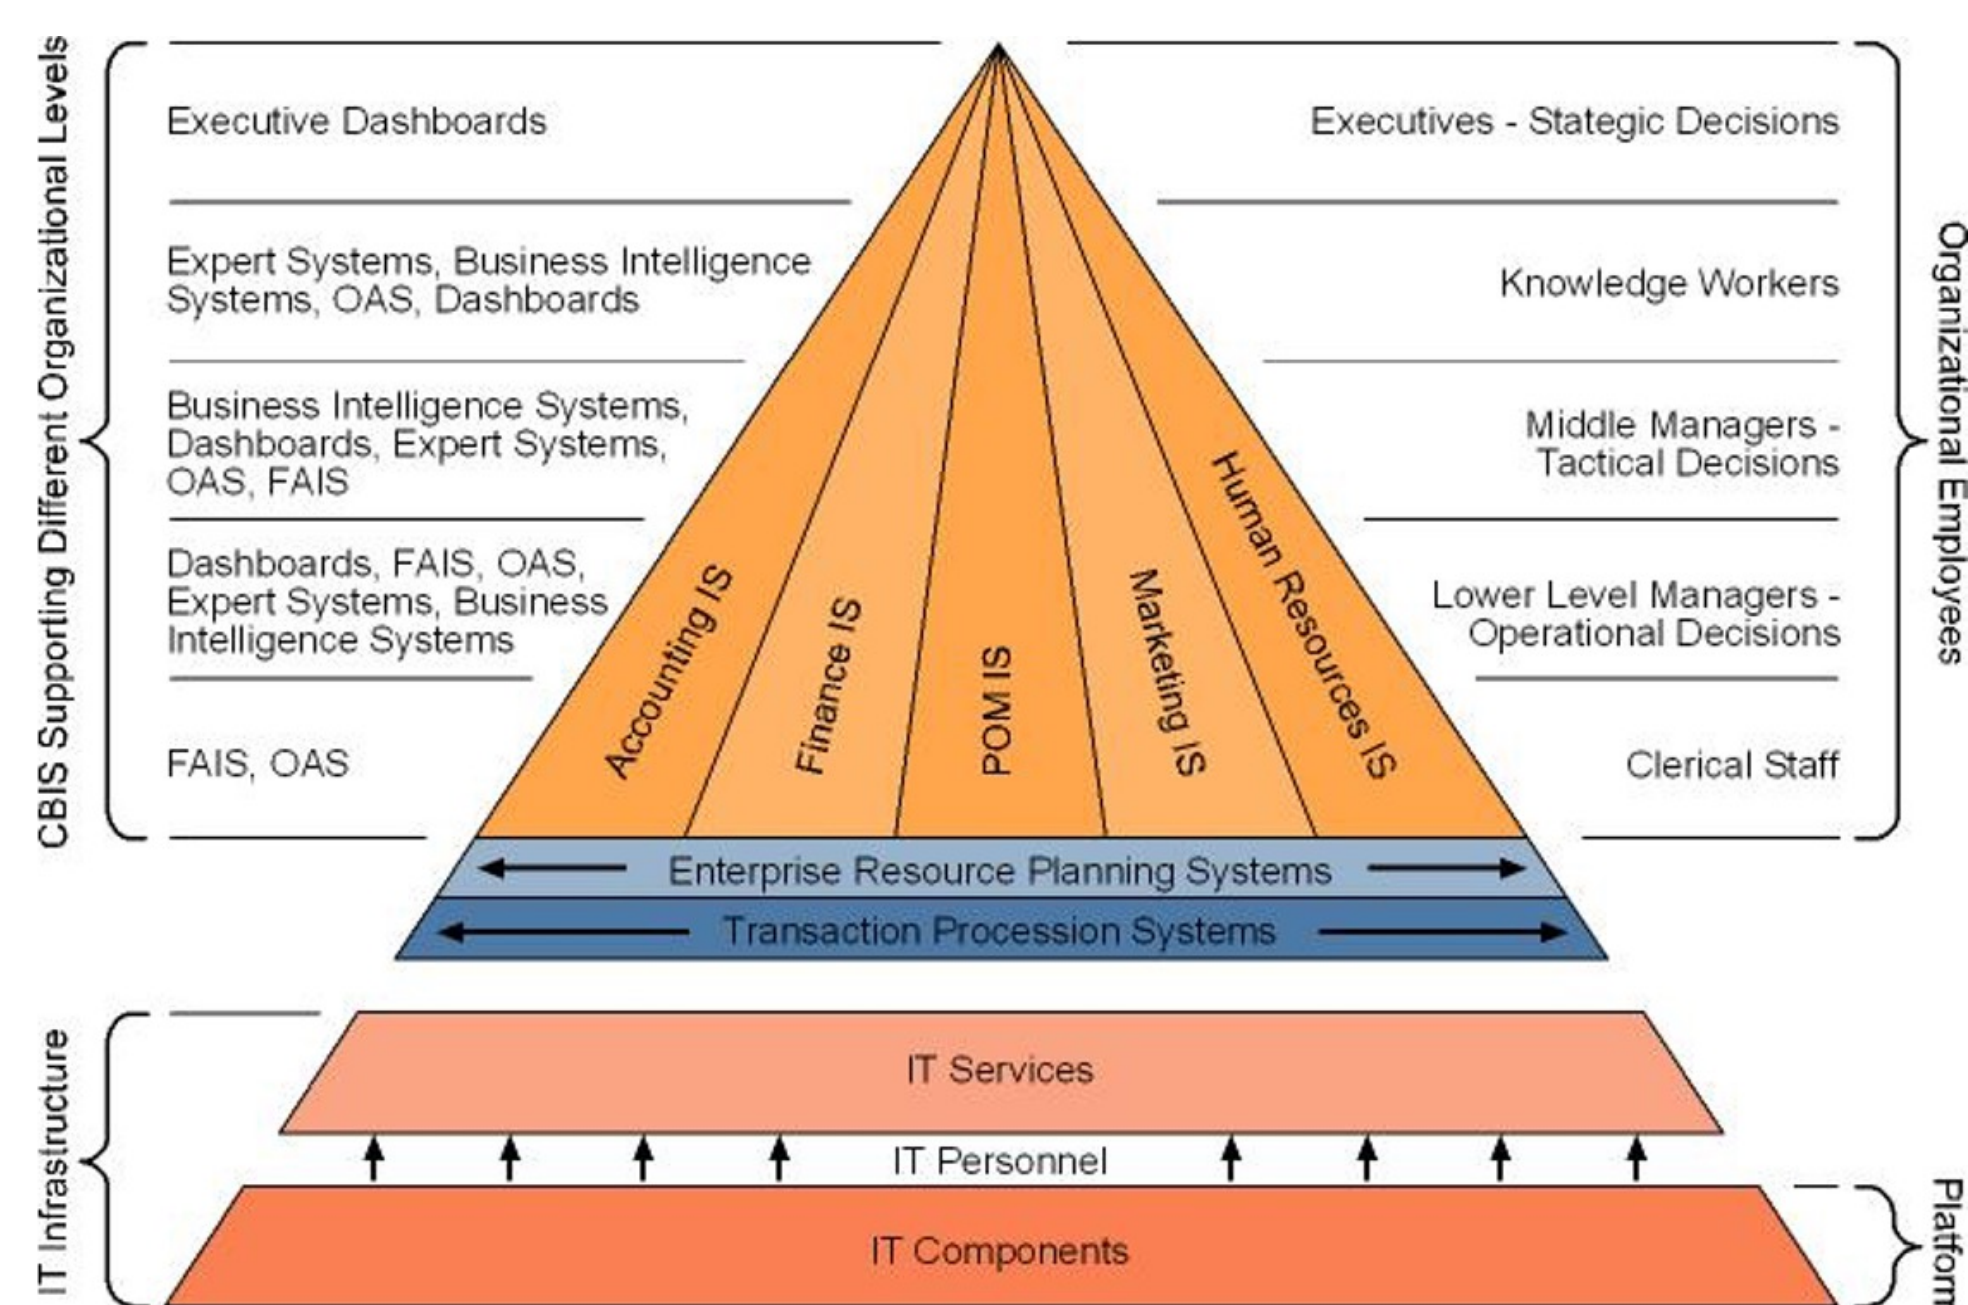 CBIS Supporting Different Organizational Levels
Executive Dashboards
Expert Systems, Business Intelligence
Systems, OAS, Dashboards
Business Intelligence Systems,
Dashboards, Expert Systems,
OAS, FAIS
Dashboards, FAIS, OAS,
Expert Systems, Business
Intelligence Systems
FAIS, OAS
Accounting IS
Finance IS
POM IS
Marketing IS
Human Resources IS
Executives - Stategic Decisions
Knowledge Workers
Middle Managers -
Tactical Decisions
Lower Level Managers -
Operational Decisions
Clerical Staff
Organizational Employees
Enterprise Resource Planning Systems
Transaction Procession Systems
IT Infrastructure
IT Services
IT Personnel
IT Components